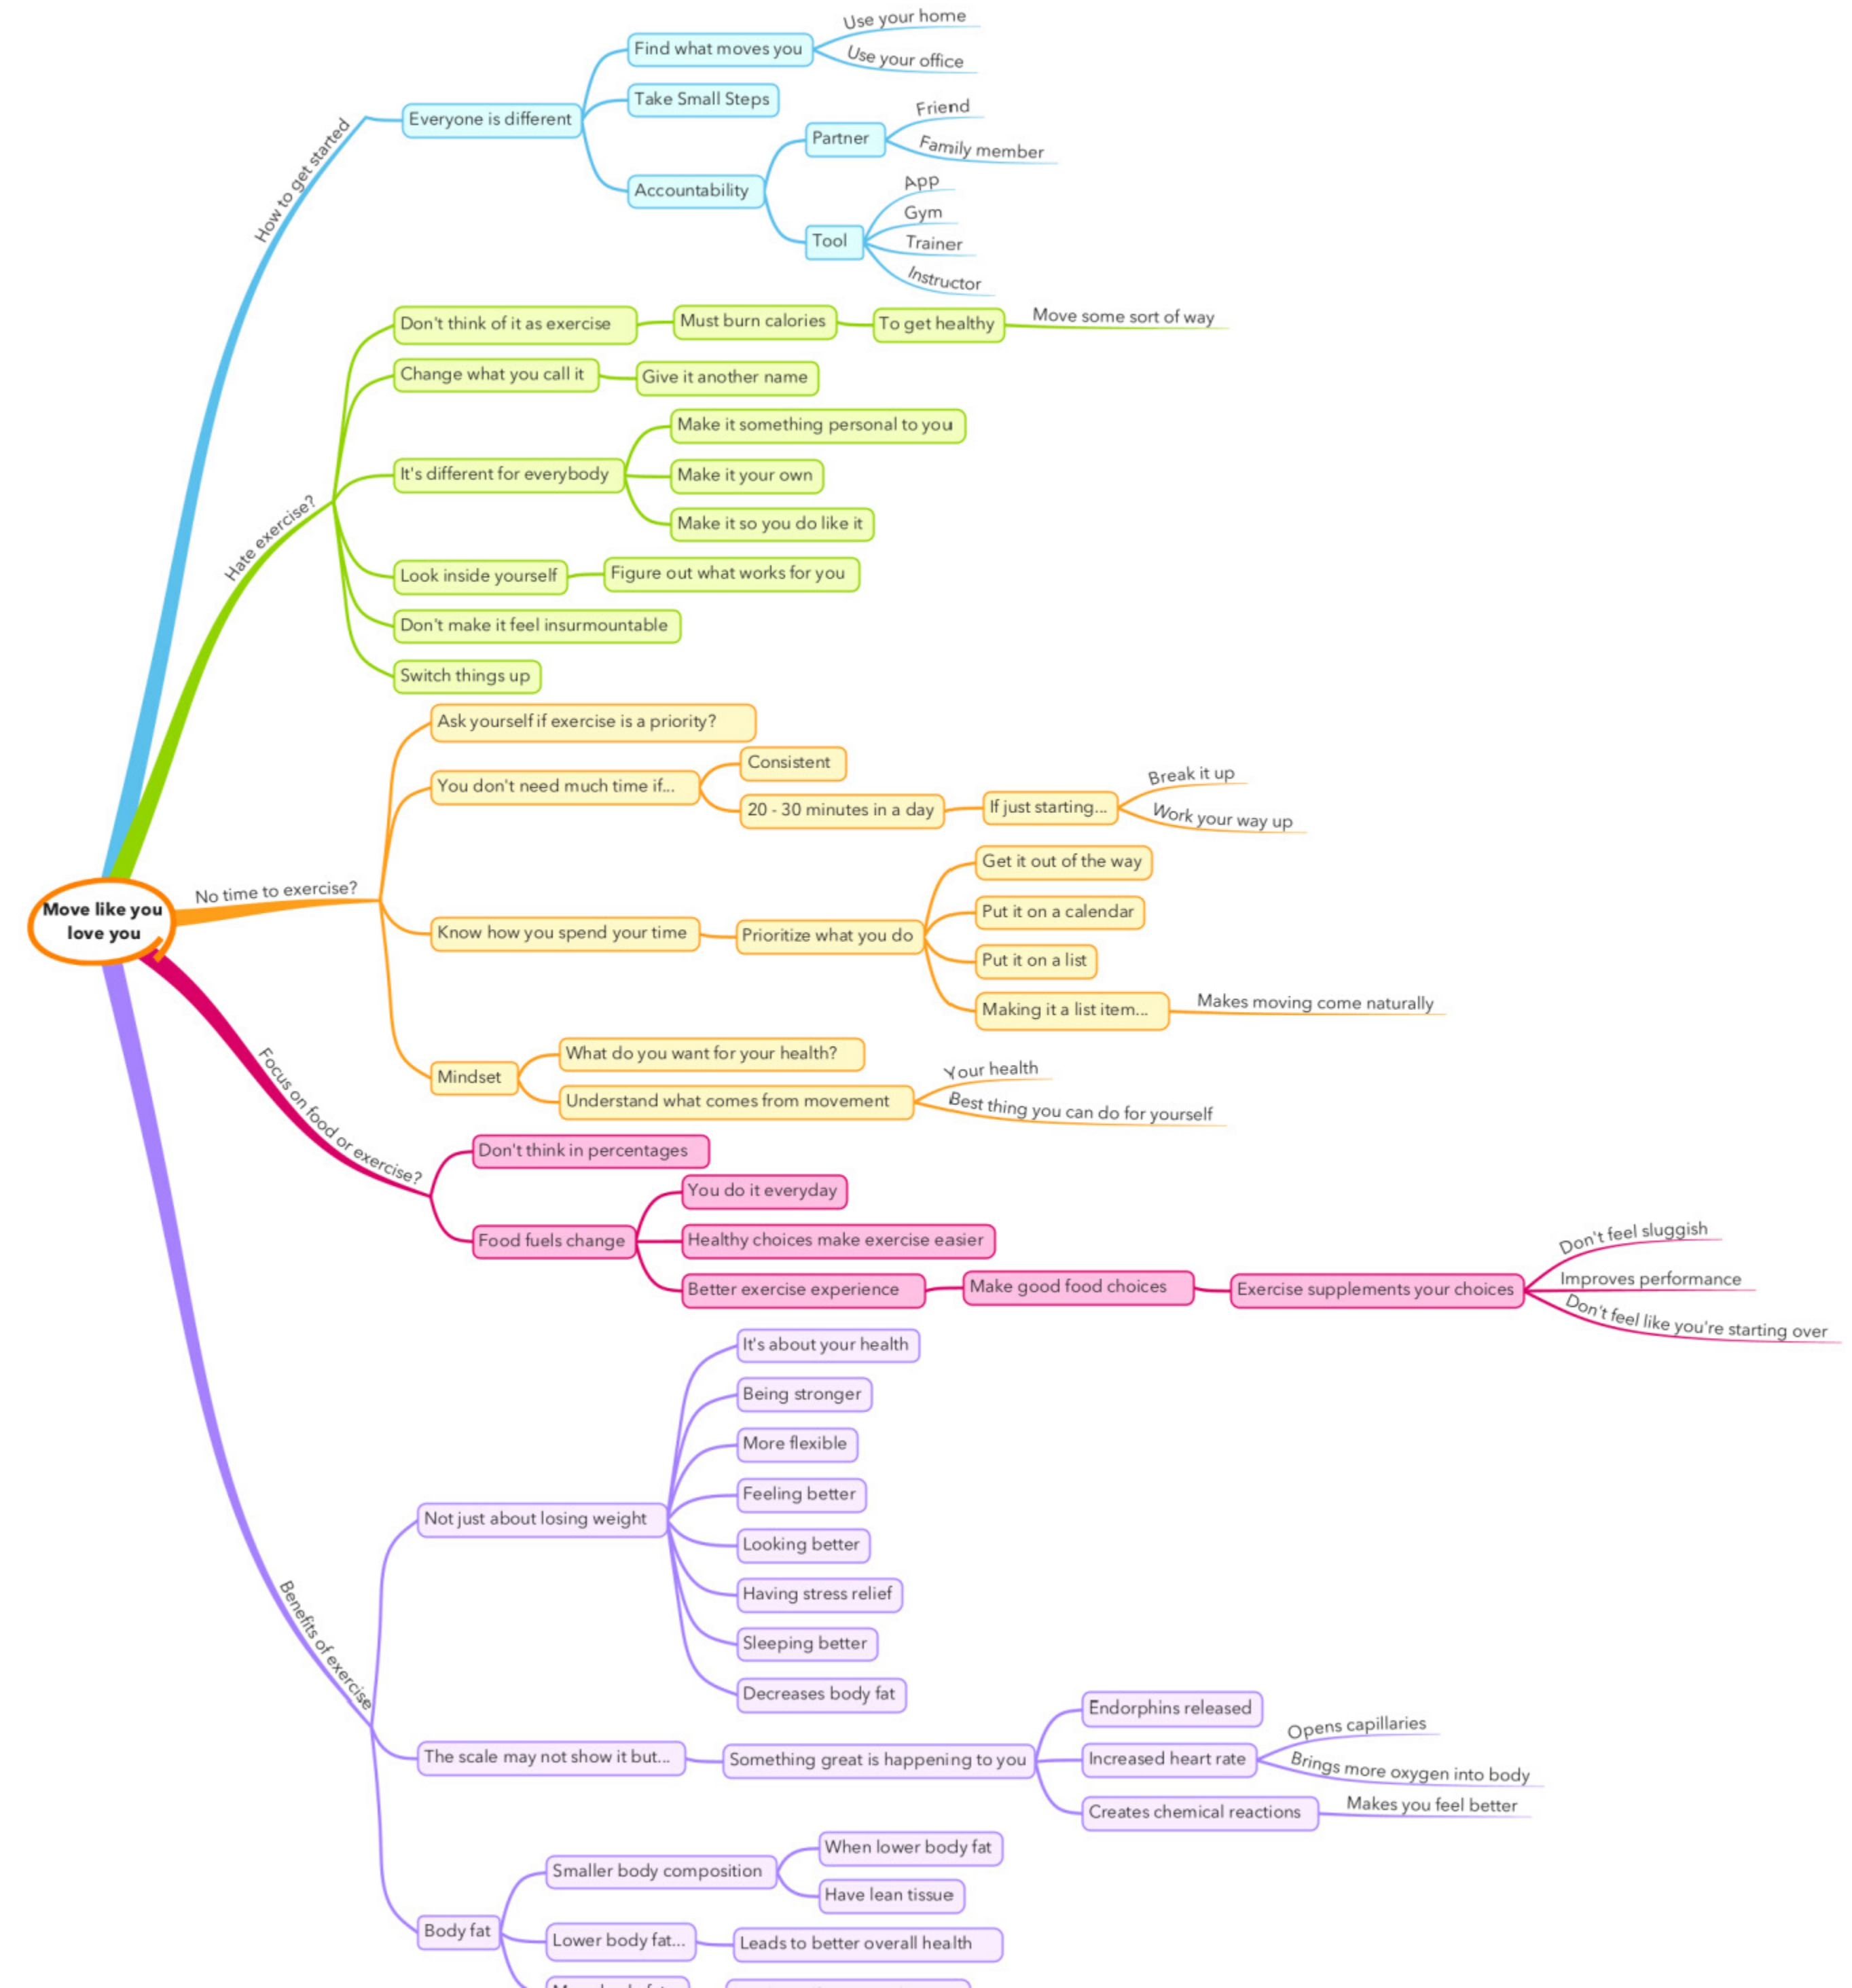 Move like you
love you
How to get started
Everyone is different
Find what moves you
Use your home
Use your office
Take Small Steps
Accountability
Partner
Friend
Family member
Tool
App
Gym
Trainer
Instructor
Hate exercise?
Don't think of it as exercise
Must burn calories
To get healthy
Move some sort of way
Change what you call it
Give it another name
It's different for everybody
Make it something personal to you
Make it your own
Make it so you do like it
Look inside yourself
Figure out what works for you
Don't make it feel insurmountable
Switch things up
No time to exercise?
Ask yourself if exercise is a priority?
You don't need much time if...
Consistent
20 - 30 minutes in a day
If just starting...
Break it up
Work your way up
Know how you spend your time
Prioritize what you do
Get it out of the way
Put it on a calendar
Put it on a list
Making it a list item...
Makes moving come naturally
Mindset
What do you want for your health?
Understand what comes from movement
Your health
Best thing you can do for yourself
Focus on food or exercise?
Don't think in percentages
Food fuels change
You do it everyday
Healthy choices make exercise easier
Better exercise experience
Make good food choices
Exercise supplements your choices
Don't feel sluggish
Improves performance
Don't feel like you're starting over
Benefits of exercise
Not just about losing weight
It's about your health
Being stronger
More flexible
Feeling better
Looking better
Having stress relief
Sleeping better
Decreases body fat
The scale may not show it but...
Something great is happening to you
Endorphins released
Increased heart rate
Opens capillaries
Brings more oxygen into body
Creates chemical reactions
Makes you feel better
Body fat
Smaller body composition
When lower body fat
Have lean tissue
Lower body fat...
Leads to better overall health